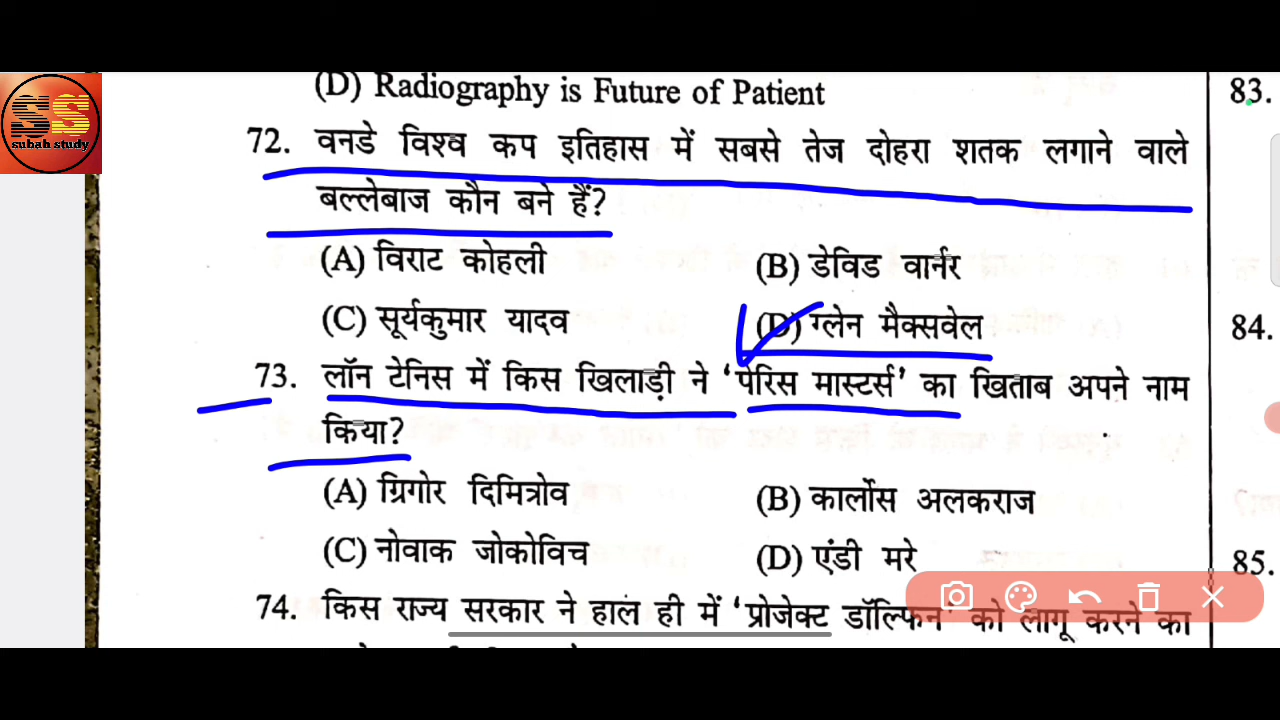 SS
subah study
(D) Radiography is Future of Patient
83.
72. वनडे विश्व कप इतिहास में सबसे तेज दोहरा शतक लगाने वाले
बल्लेबाज कौन बने हैं?
(A) विराट कोहली (B) डेविड वार्नर
(C) सूर्यकुमार यादव (D) ग्लेन मैक्सवेल
84.
73. लॉन टेनिस में किस खिलाड़ी ने ‘पेरिस मास्टर्स’ का खिताब अपने नाम
किया?
(A) ग्रिगोर दिमित्रोव (B) कार्लोस अलकराज
(C) नोवाक जोकोविच (D) एंडी मरे
85.
74. किस राज्य सरकार ने हाल ही में ‘प्रोजेक्ट डॉल्फिन’ को लागू करने का